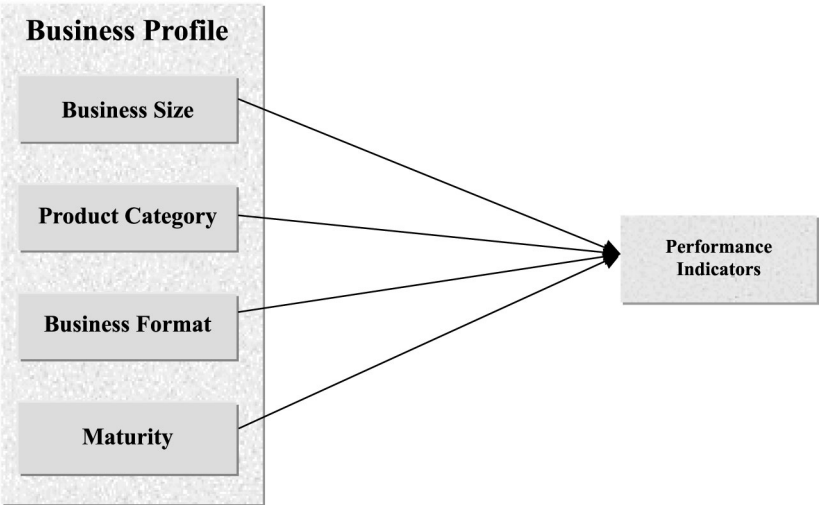 Business Profile
Business Size
Product Category
Business Format
Maturity
Performance
Indicators